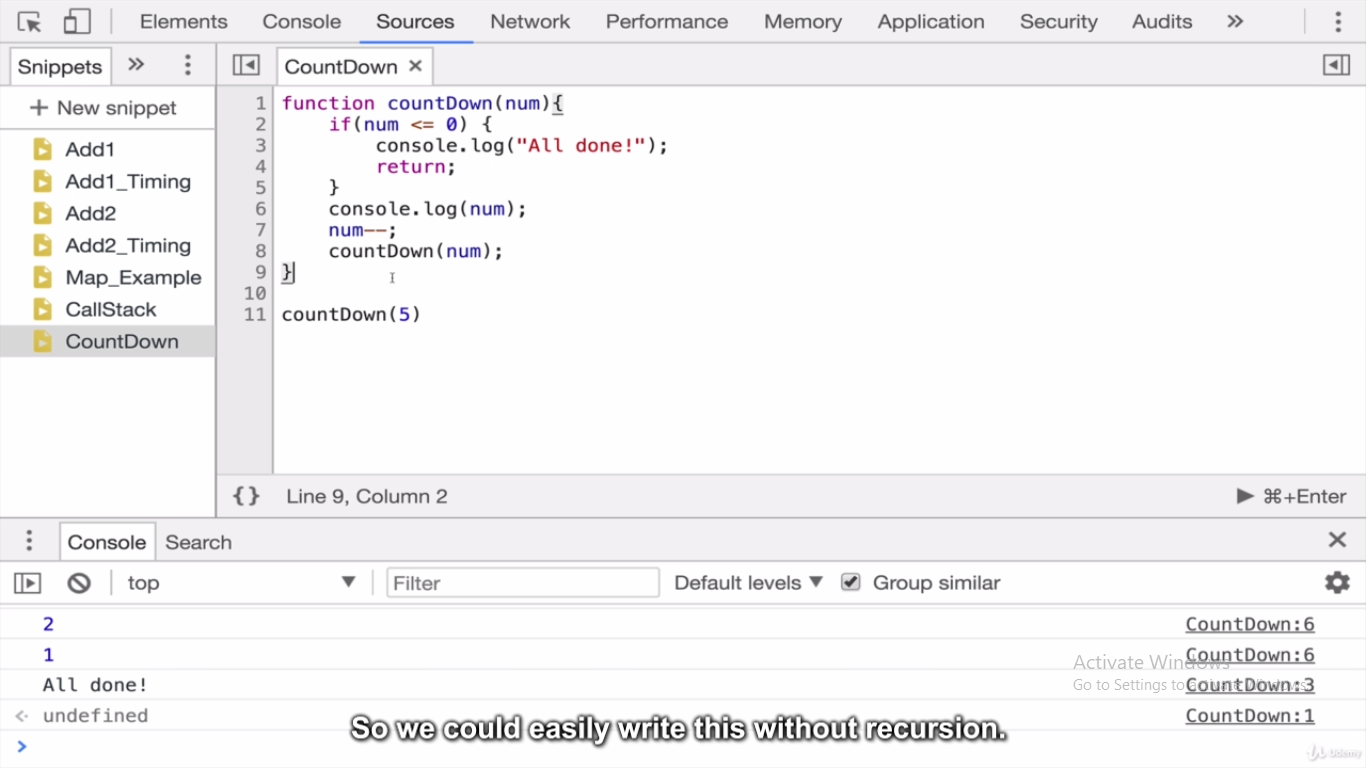 Elements Console Sources Network Performance Memory Application Security Audits »
Snippets » CountDown ×
+ New snippet
Add1
Add1_Timing
Add2
Add2_Timing
Map_Example
CallStack
CountDown
1 function countDown(num){
2 if(num <= 0) {
3 console.log("All done!");
4 return;
5 }
6 console.log(num);
7 num--;
8 countDown(num);
9 }
10
11 countDown(5)
{} Line 9, Column 2 ⌘+Enter
Console Search
top Filter Default levels Group similar
2 CountDown:6
1 CountDown:6
Activate Windows
All done! CountDown:3
Go to Settings to activate Windows.
undefined CountDown:1
So we could easily write this without recursion.
>
Udemy